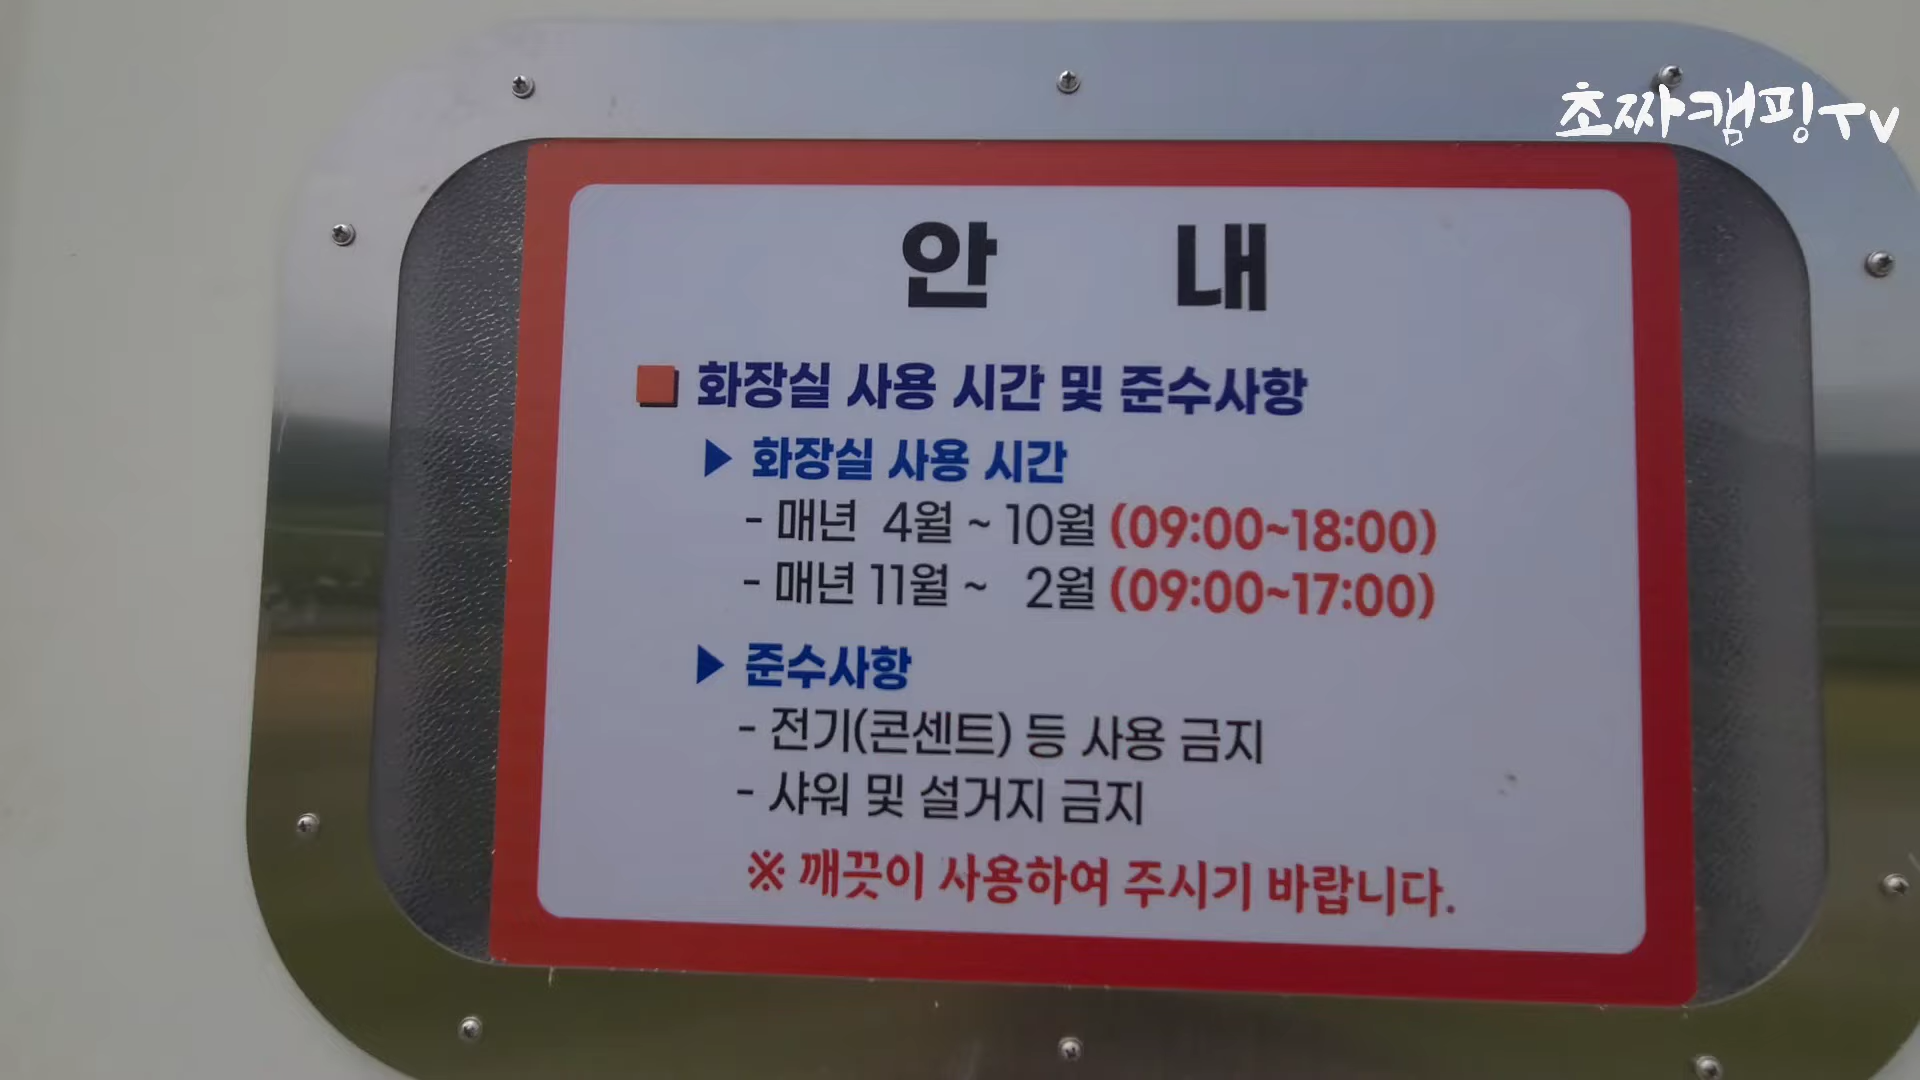 초짜캠핑Tv
안 내
■ 화장실 사용 시간 및 준수사항
▶ 화장실 사용 시간
- 매년 4월 ~ 10월 (09:00~18:00)
- 매년 11월 ~ 2월 (09:00~17:00)
▶ 준수사항
- 전기(콘센트) 등 사용 금지
- 샤워 및 설거지 금지
※ 깨끗이 사용하여 주시기 바랍니다.